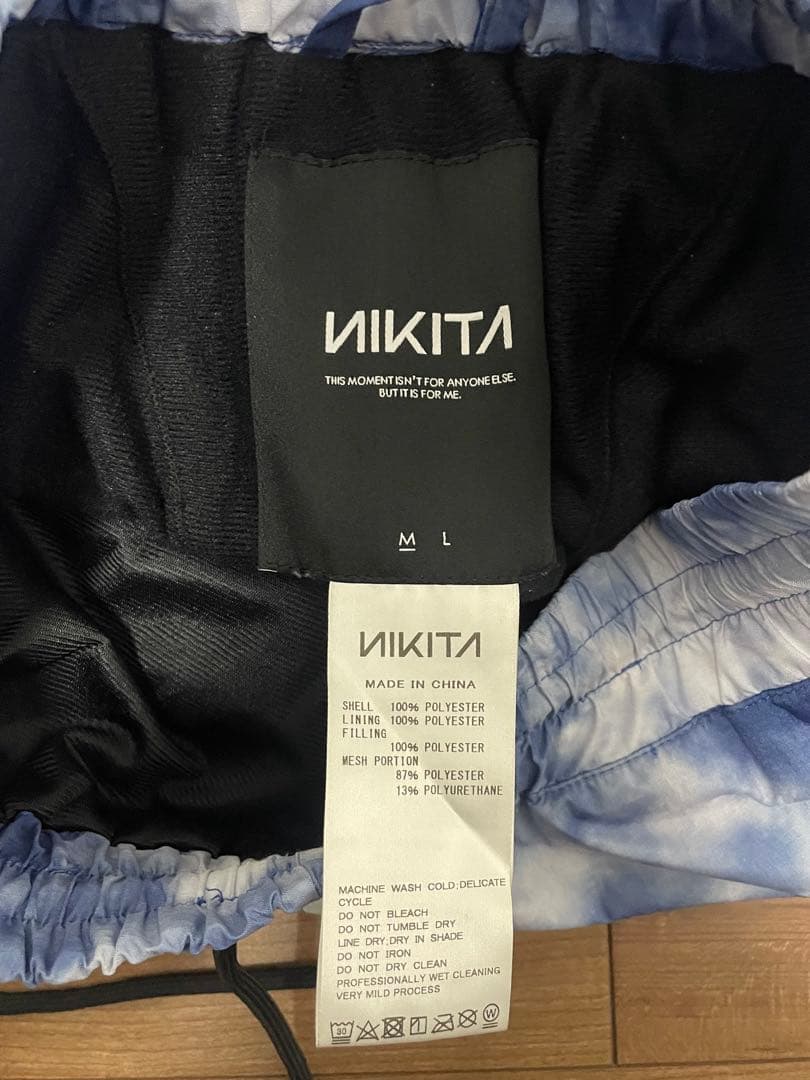 NIKITA
THIS MOMENT ISN'T FOR ANYONE ELSE.
BUT IT IS FOR ME.
M L
NIKITA
MADE IN CHINA
SHELL 100% POLYESTER
LINING 100% POLYESTER
FILLING
100% POLYESTER
MESH PORTION
87% POLYESTER
13% POLYURETHANE
MACHINE WASH COLD;DELICATE
CYCLE
DO NOT BLEACH
DO NOT TUMBLE DRY
LINE DRY;DRY IN SHADE
DO NOT IRON
DO NOT DRY CLEAN
PROFESSIONALLY WET CLEANING
VERY MILD PROCESS
30 W